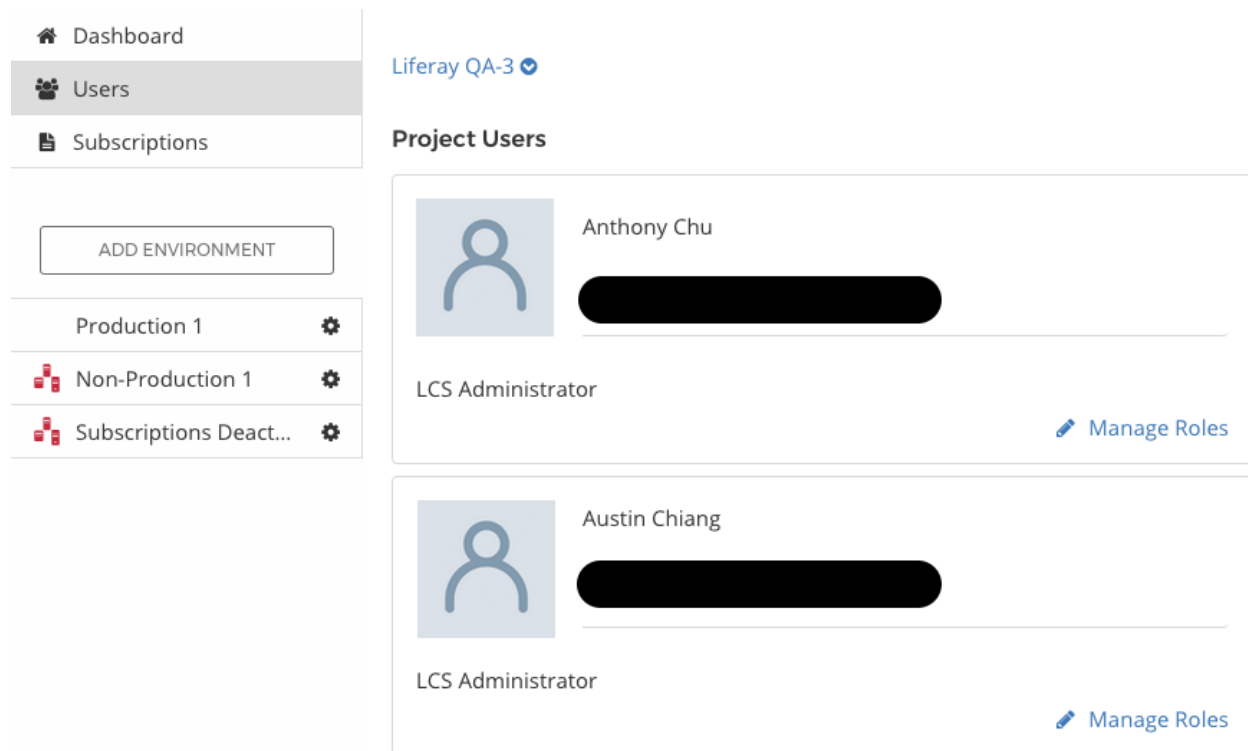 Dashboard
Users
Subscriptions
ADD ENVIRONMENT
Production 1
Non-Production 1
Subscriptions Deact...
Liferay QA-3
Project Users
Anthony Chu
LCS Administrator
Manage Roles
Austin Chiang
LCS Administrator
Manage Roles